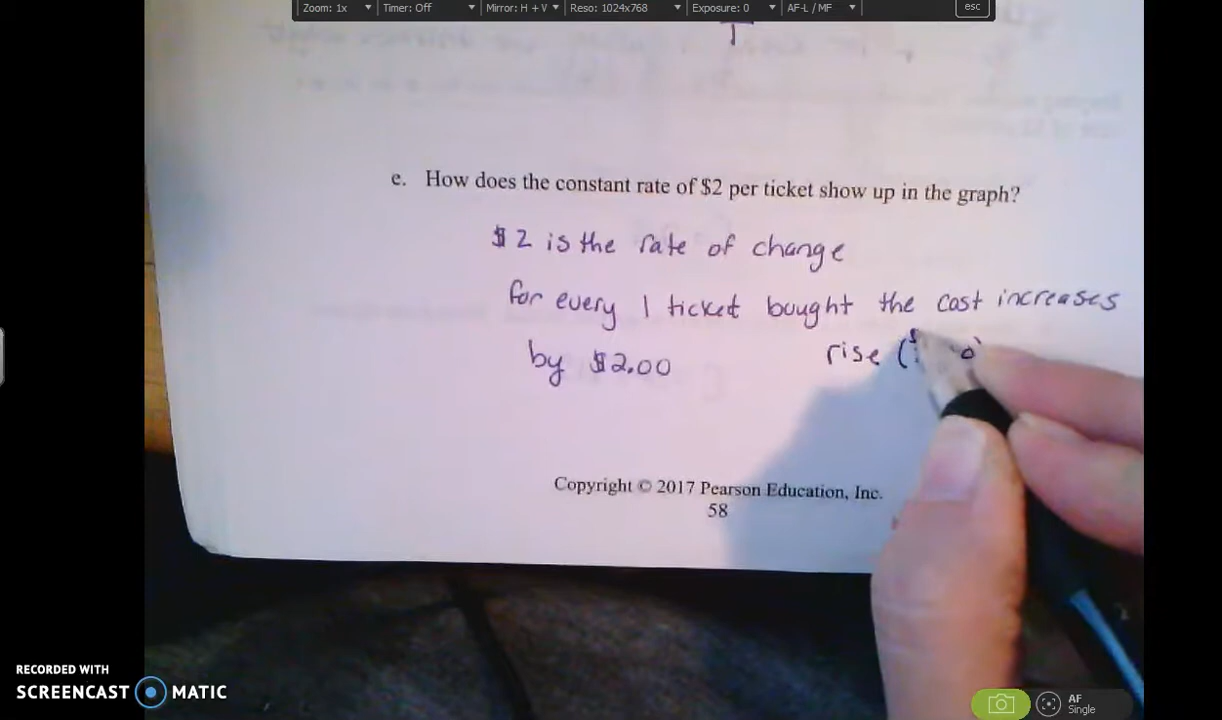 Zoom: 1x Timer: Off Mirror: H + V Reso: 1024x768 Exposure: 0 AF-L / MF esc
e. How does the constant rate of $2 per ticket show up in the graph?
$2 is the rate of change
for every 1 ticket bought the cost increases
by $2.00 rise (
Copyright © 2017 Pearson Education, Inc.
58
RECORDED WITH
SCREENCAST MATIC
AF
Single